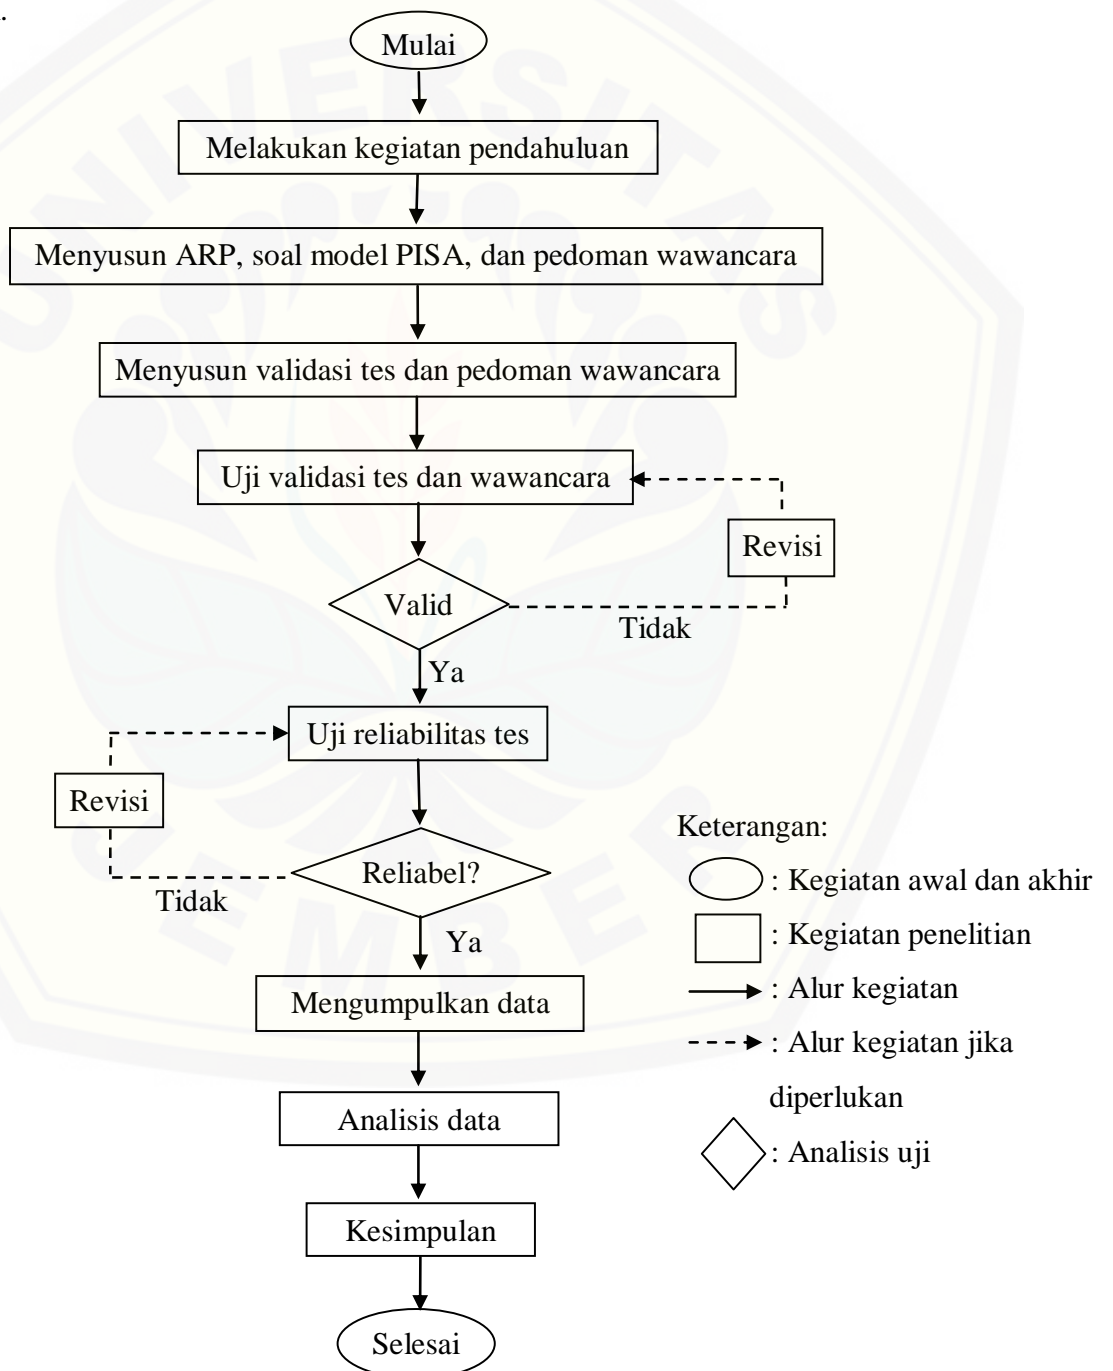 Mulai
Melakukan kegiatan pendahuluan
Menyusun ARP, soal model PISA, dan pedoman wawancara
Menyusun validasi tes dan pedoman wawancara
Uji validasi tes dan wawancara
Revisi
Valid
Tidak
Ya
Uji reliabilitas tes
Revisi
Reliabel?
Tidak
Ya
Mengumpulkan data
Analisis data
Kesimpulan
Selesai
Keterangan:
: Kegiatan awal dan akhir
: Kegiatan penelitian
: Alur kegiatan
: Alur kegiatan jika
diperlukan
: Analisis uji
UNIVERSITAS
JEMBER